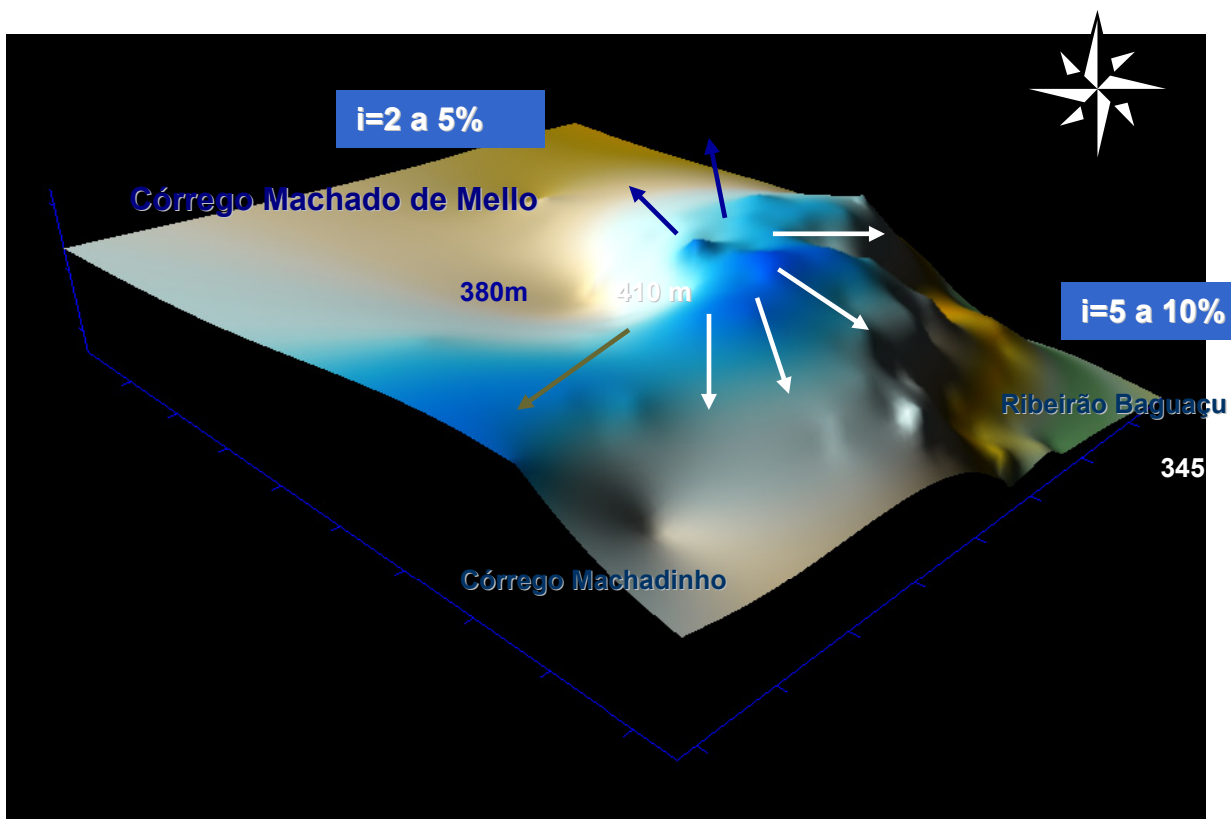 i=2 a 5%
Córrego Machado de Mello
380m
410 m
i=5 a 10%
Ribeirão Baguaçu
345
Córrego Machadinho